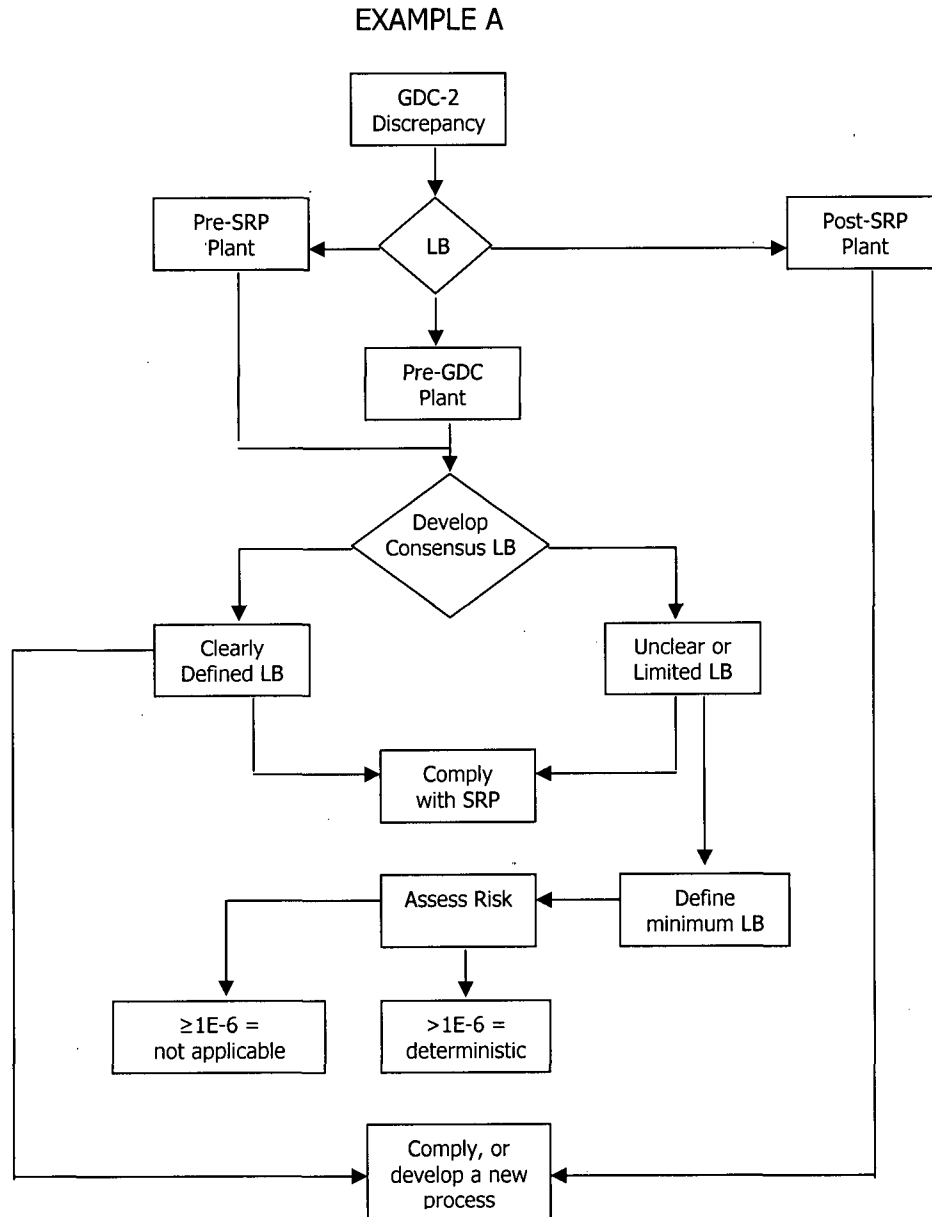 EXAMPLE A
GDC-2
Discrepancy
Pre-SRP
Plant
LB
Post-SRP
Plant
Pre-GDC
Plant
Develop
Consensus LB
Clearly
Defined LB
Unclear or
Limited LB
Comply
with SRP
Assess Risk
Define
minimum LB
≥1E-6 =
not applicable
>1E-6 =
deterministic
Comply, or
develop a new
process